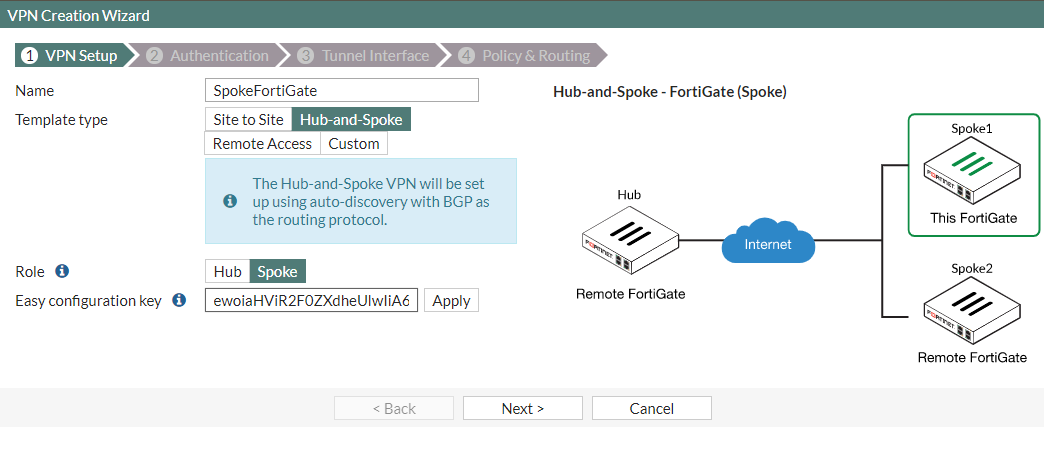 VPN Creation Wizard
1 VPN Setup 2 Authentication 3 Tunnel Interface 4 Policy & Routing
Name SpokeFortiGate
Template type Site to Site Hub-and-Spoke
Remote Access Custom
The Hub-and-Spoke VPN will be set
up using auto-discovery with BGP as
the routing protocol.
Role Hub Spoke
Easy configuration key ewoiaHViR2F0ZXdheUlwIiA6 Apply
Hub-and-Spoke - FortiGate (Spoke)
Spoke1
FORTINET
This FortiGate
Hub
FORTINET
Internet
Remote FortiGate
Spoke2
FORTINET
Remote FortiGate
< Back Next > Cancel